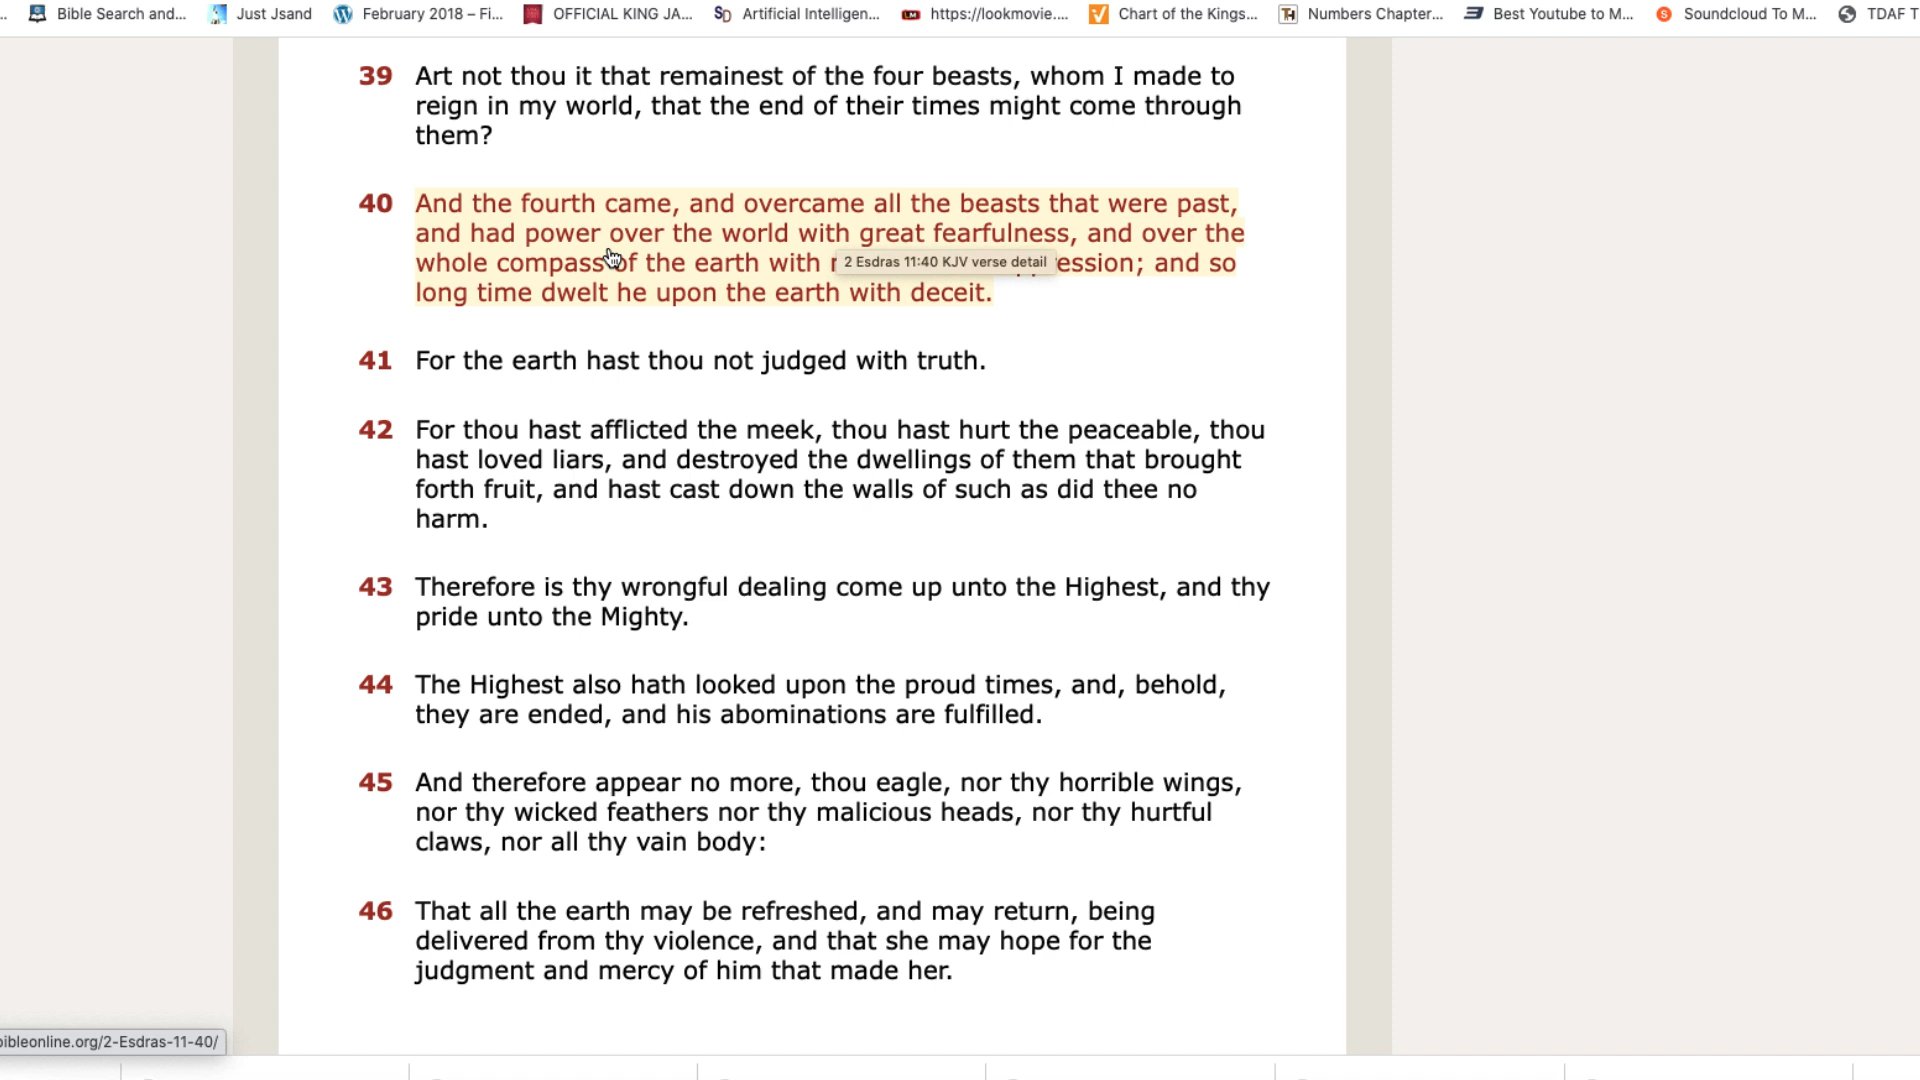 Bible Search and...
Just Jsand
February 2018 – Fi...
OFFICIAL KING JA...
Artificial Intelligen...
https://lookmovie....
Chart of the Kings...
Numbers Chapter...
Best Youtube to M...
Soundcloud To M...
TDAF T
39 Art not thou it that remainest of the four beasts, whom I made to
reign in my world, that the end of their times might come through
them?
40 And the fourth came, and overcame all the beasts that were past,
and had power over the world with great fearfulness, and over the
whole compass of the earth with
2 Esdras 11:40 KJV verse detail
ession; and so
long time dwelt he upon the earth with deceit.
41 For the earth hast thou not judged with truth.
42 For thou hast afflicted the meek, thou hast hurt the peaceable, thou
hast loved liars, and destroyed the dwellings of them that brought
forth fruit, and hast cast down the walls of such as did thee no
harm.
43 Therefore is thy wrongful dealing come up unto the Highest, and thy
pride unto the Mighty.
44 The Highest also hath looked upon the proud times, and, behold,
they are ended, and his abominations are fulfilled.
45 And therefore appear no more, thou eagle, nor thy horrible wings,
nor thy wicked feathers nor thy malicious heads, nor thy hurtful
claws, nor all thy vain body:
46 That all the earth may be refreshed, and may return, being
delivered from thy violence, and that she may hope for the
judgment and mercy of him that made her.
bibleonline.org/2-Esdras-11-40/